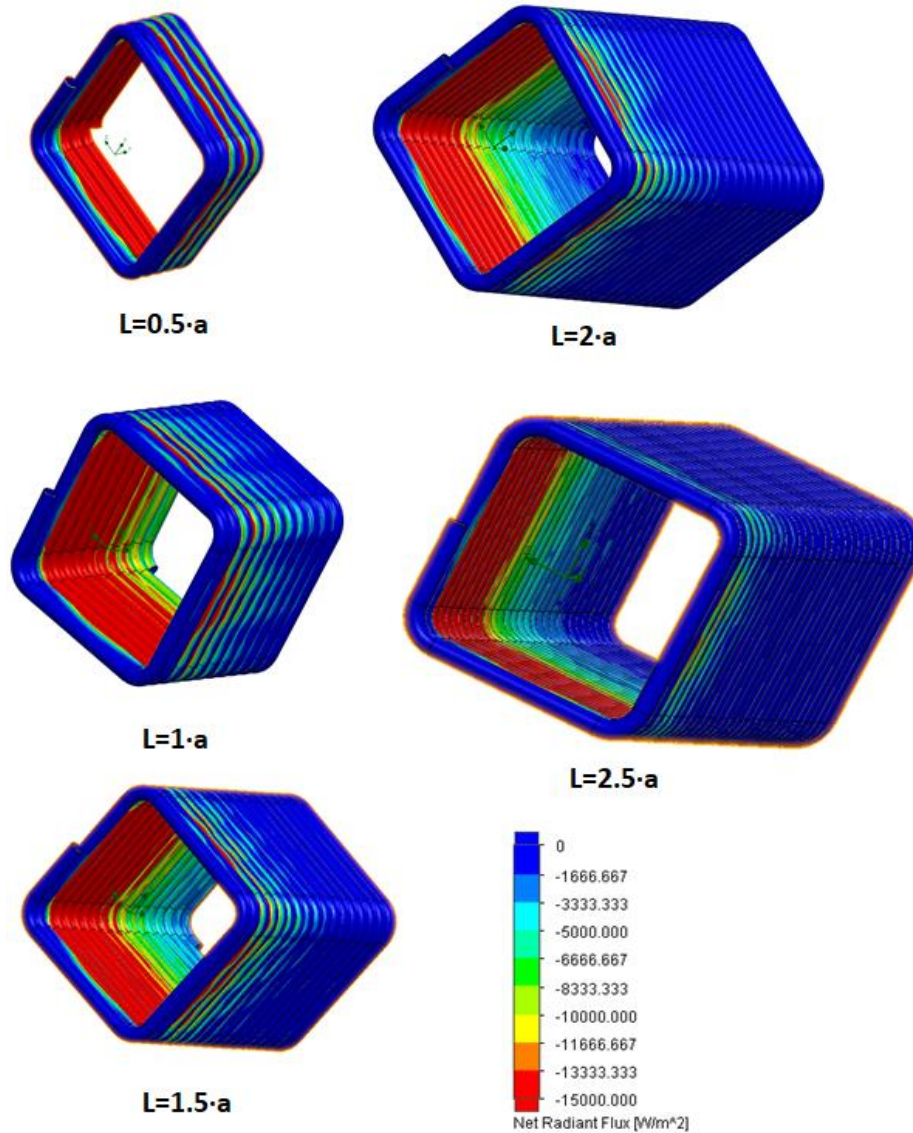 L=0.5·a
L=2·a
L=1·a
L=2.5·a
L=1.5·a
0
-1666.667
-3333.333
-5000.000
-6666.667
-8333.333
-10000.000
-11666.667
-13333.333
-15000.000
Net Radiant Flux [W/m^2]